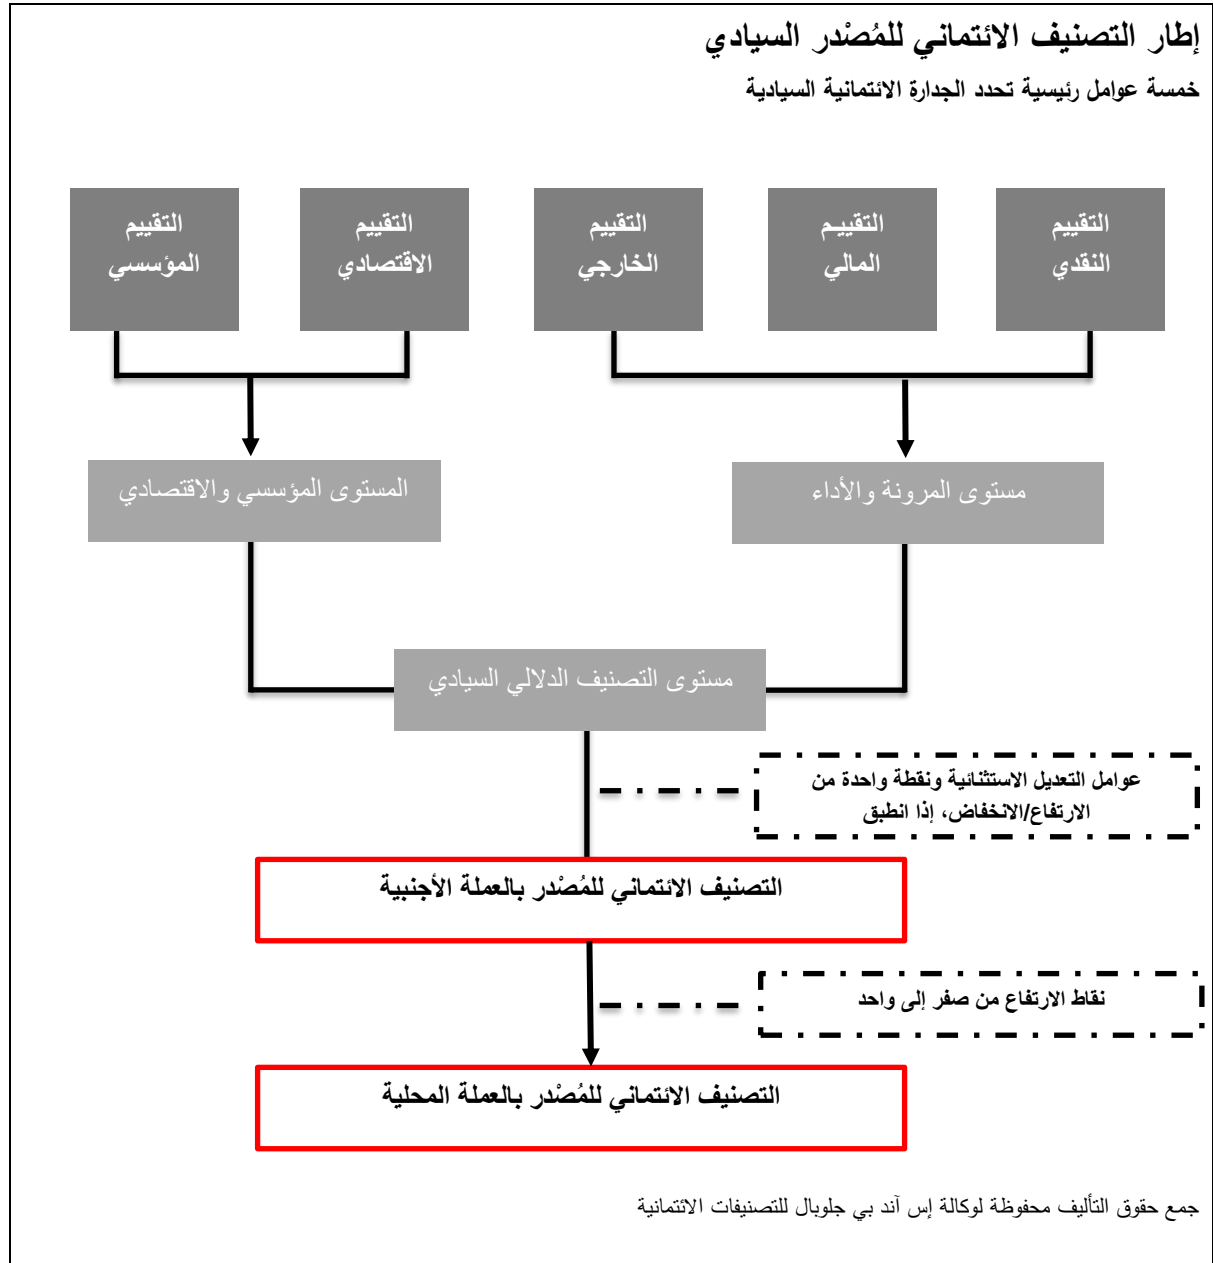 إطار التصنيف الائتماني للمُصْدر السيادي
خمسة عوامل رئيسية تحدد الجدارة الائتمانية السيادية
التقييم
النقدي
التقييم
المالي
التقييم
الخارجي
التقييم
الاقتصادي
التقييم
المؤسسي
مستوى المرونة والأداء
المستوى المؤسسي والاقتصادي
مستوى التصنيف الدلالي السيادي
عوامل التعديل الاستثنائية ونقطة واحدة من
الارتفاع/الانخفاض، إذا انطبق
التصنيف الائتماني للمُصْدر بالعملة الأجنبية
نقاط الارتفاع من صفر إلى واحد
التصنيف الائتماني للمُصْدر بالعملة المحلية
جمع حقوق التأليف محفوظة لوكالة إس آند بي جلوبال للتصنيفات الائتمانية